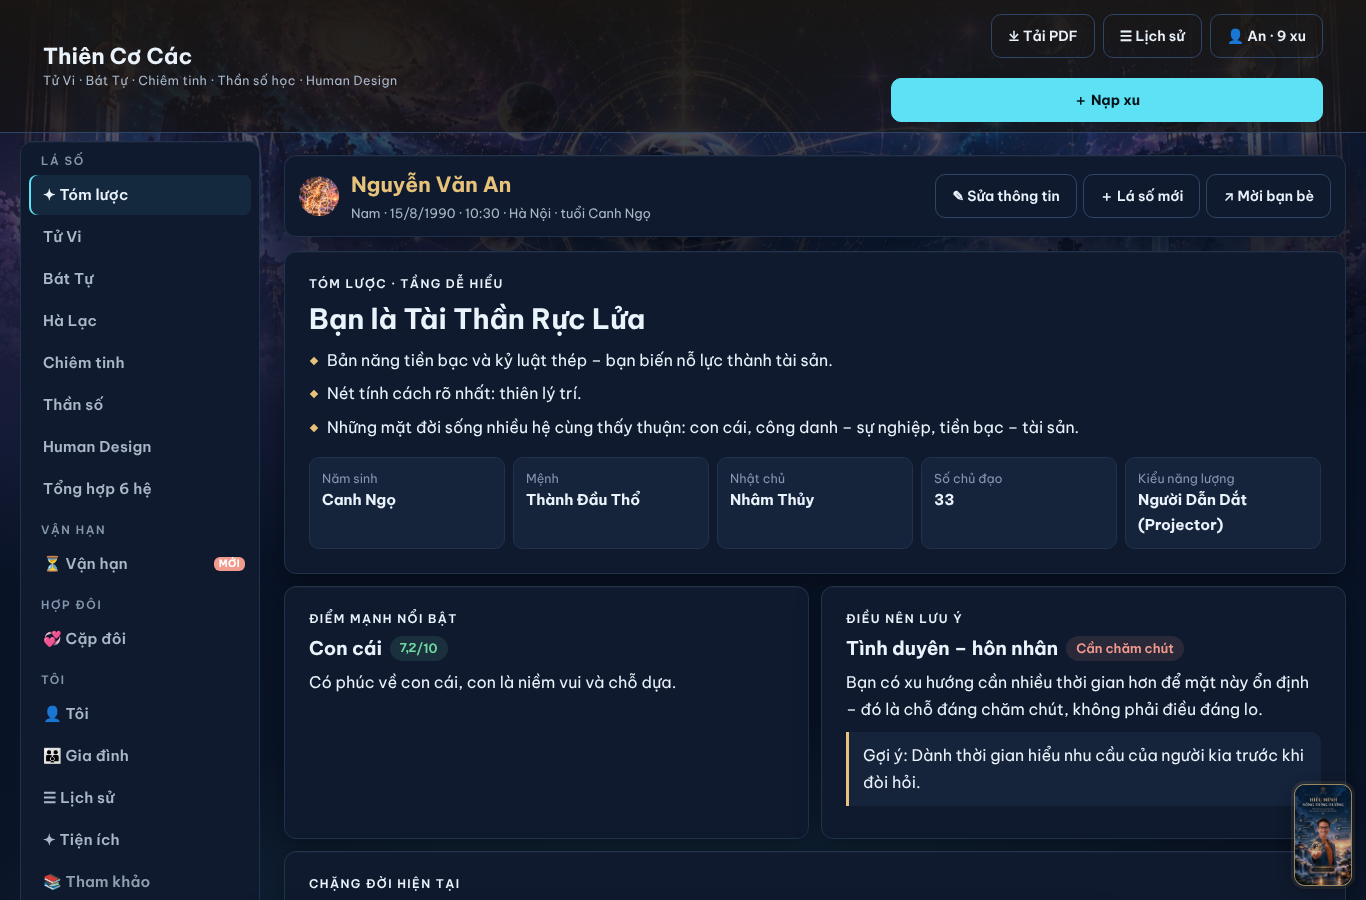 Thiên Cơ Các
Tử Vi · Bát Tự · Chiêm tinh · Thần số học · Human Design
Tải PDF
☰ Lịch sử
An · 9 xu
+ Nạp xu
LÁ SỐ
✦ Tóm lược
Tử Vi
Bát Tự
Hà Lạc
Chiêm tinh
Thần số
Human Design
Tổng hợp 6 hệ
VẬN HẠN
Vận hạn
MỚI
HỢP ĐÔI
Cặp đôi
TÔI
Tôi
Gia đình
☰ Lịch sử
✦ Tiện ích
Tham khảo
Nguyễn Văn An
Nam · 15/8/1990 · 10:30 · Hà Nội · tuổi Canh Ngọ
✎ Sửa thông tin
+ Lá số mới
↗ Mời bạn bè
TÓM LƯỢC · TẦNG DỄ HIỂU
Bạn là Tài Thần Rực Lửa
◆ Bản năng tiền bạc và kỷ luật thép – bạn biến nỗ lực thành tài sản.
◆ Nét tính cách rõ nhất: thiên lý trí.
◆ Những mặt đời sống nhiều hệ cùng thấy thuận: con cái, công danh – sự nghiệp, tiền bạc – tài sản.
Năm sinh
Canh Ngọ
Mệnh
Thành Đầu Thổ
Nhật chủ
Nhâm Thủy
Số chủ đạo
33
Kiểu năng lượng
Người Dẫn Dắt
(Projector)
ĐIỂM MẠNH NỔI BẬT
Con cái 7,2/10
Có phúc về con cái, con là niềm vui và chỗ dựa.
ĐIỀU NÊN LƯU Ý
Tình duyên – hôn nhân Cần chăm chút
Bạn có xu hướng cần nhiều thời gian hơn để mặt này ổn định
– đó là chỗ đáng chăm chút, không phải điều đáng lo.
Gợi ý: Dành thời gian hiểu nhu cầu của người kia trước khi
đòi hỏi.
CHẶNG ĐỜI HIỆN TẠI
HIỂU MÌNH